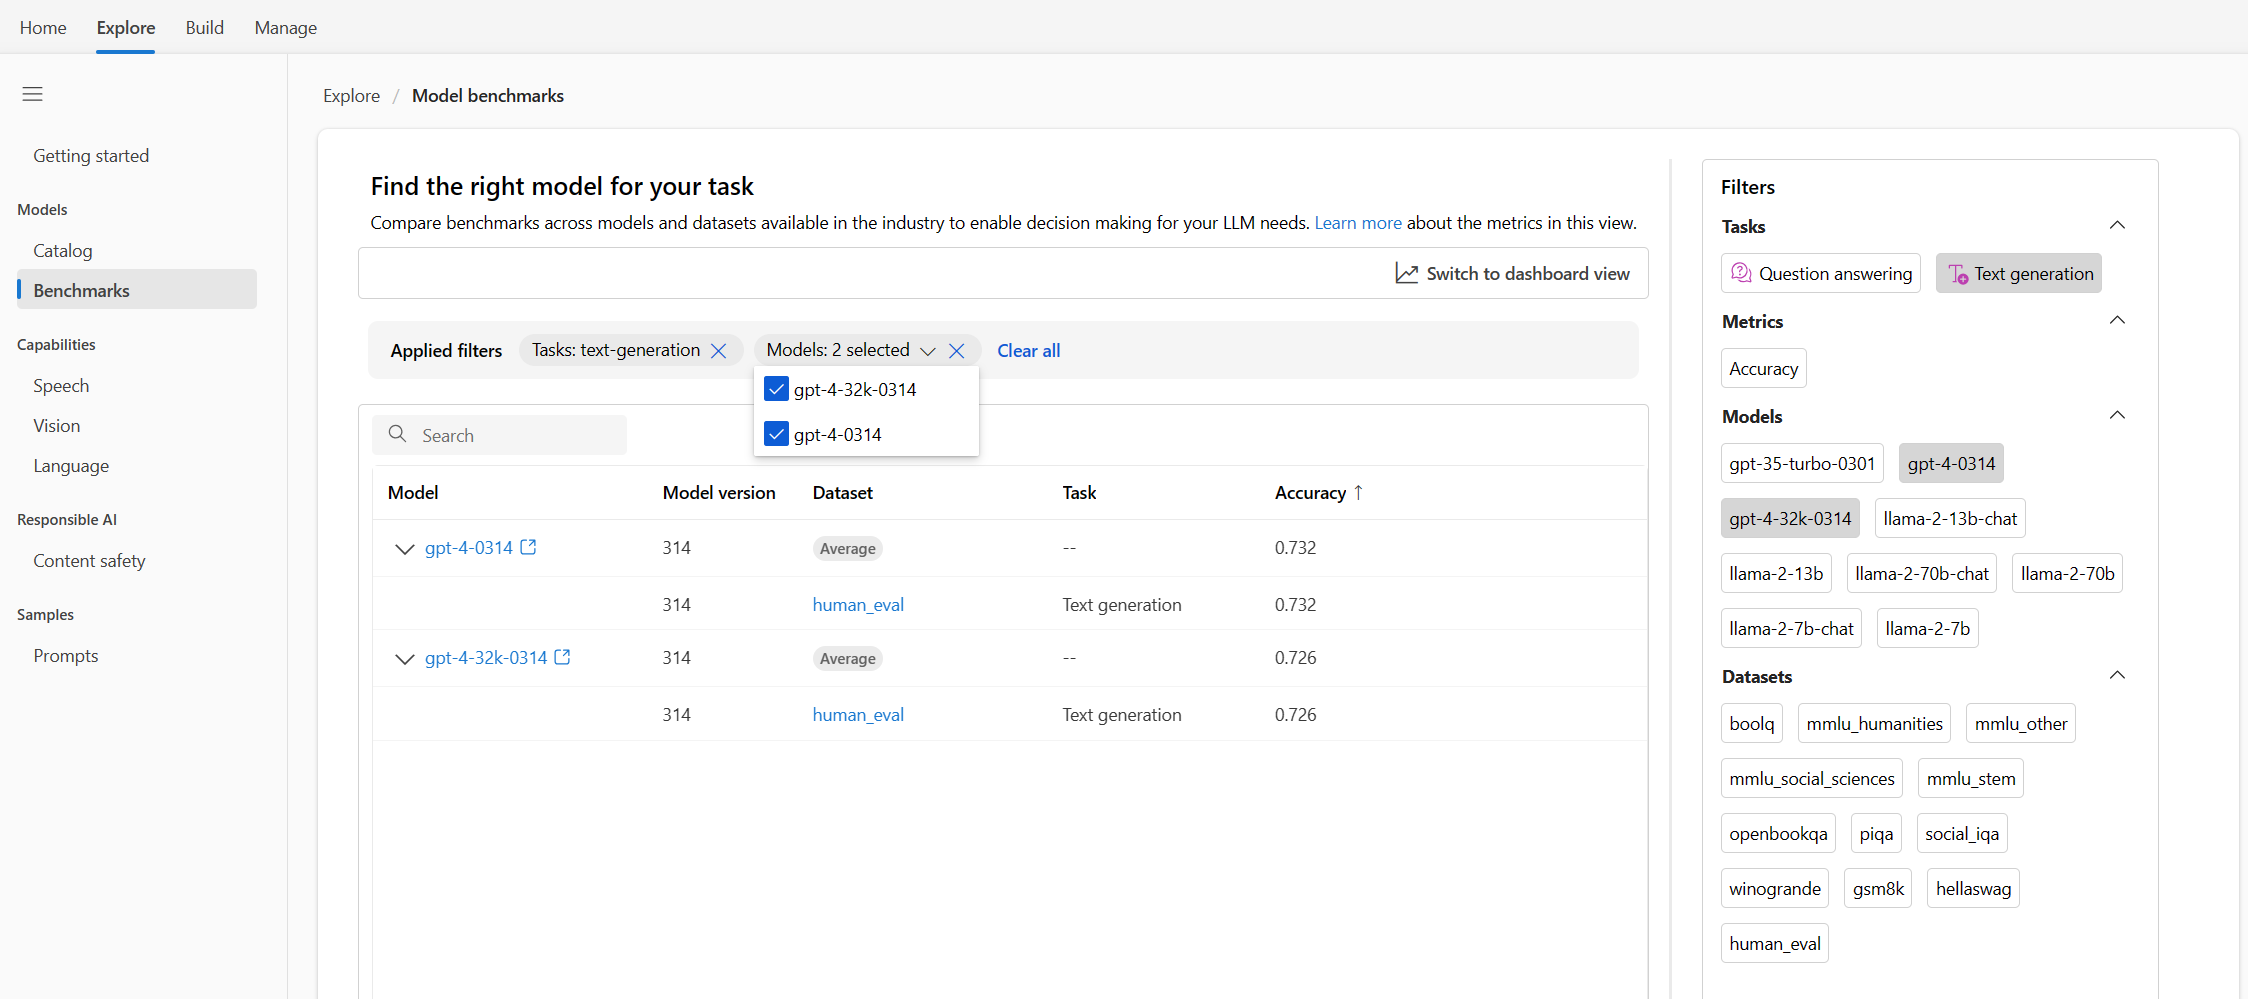 Home Explore Build Manage
Explore / Model benchmarks
Getting started
Models
Catalog
Benchmarks
Capabilities
Speech
Vision
Language
Responsible AI
Content safety
Samples
Prompts
Find the right model for your task
Compare benchmarks across models and datasets available in the industry to enable decision making for your LLM needs. Learn more about the metrics in this view.
Switch to dashboard view
Applied filters Tasks: text-generation Models: 2 selected Clear all
gpt-4-32k-0314
gpt-4-0314
Search
Model Model version Dataset Task Accuracy ↑
gpt-4-0314 314 Average -- 0.732
314 human_eval Text generation 0.732
gpt-4-32k-0314 314 Average -- 0.726
314 human_eval Text generation 0.726
Filters
Tasks
Question answering Text generation
Metrics
Accuracy
Models
gpt-35-turbo-0301 gpt-4-0314
gpt-4-32k-0314 llama-2-13b-chat
llama-2-13b llama-2-70b-chat llama-2-70b
llama-2-7b-chat llama-2-7b
Datasets
boolq mmlu_humanities mmlu_other
mmlu_social_sciences mmlu_stem
openbookqa piqa social_iqa
winogrande gsm8k hellaswag
human_eval